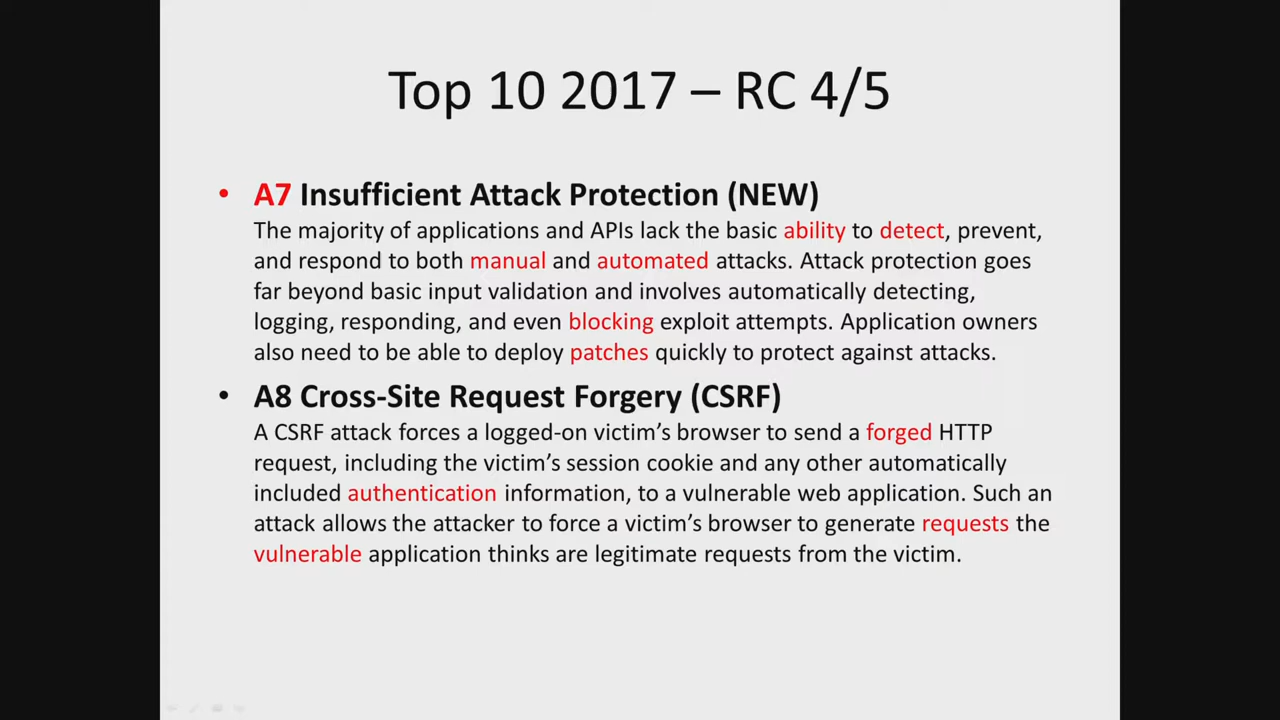 Top 10 2017 – RC 4/5
• A7 Insufficient Attack Protection (NEW)
The majority of applications and APIs lack the basic ability to detect, prevent,
and respond to both manual and automated attacks. Attack protection goes
far beyond basic input validation and involves automatically detecting,
logging, responding, and even blocking exploit attempts. Application owners
also need to be able to deploy patches quickly to protect against attacks.
• A8 Cross-Site Request Forgery (CSRF)
A CSRF attack forces a logged-on victim’s browser to send a forged HTTP
request, including the victim’s session cookie and any other automatically
included authentication information, to a vulnerable web application. Such an
attack allows the attacker to force a victim’s browser to generate requests the
vulnerable application thinks are legitimate requests from the victim.